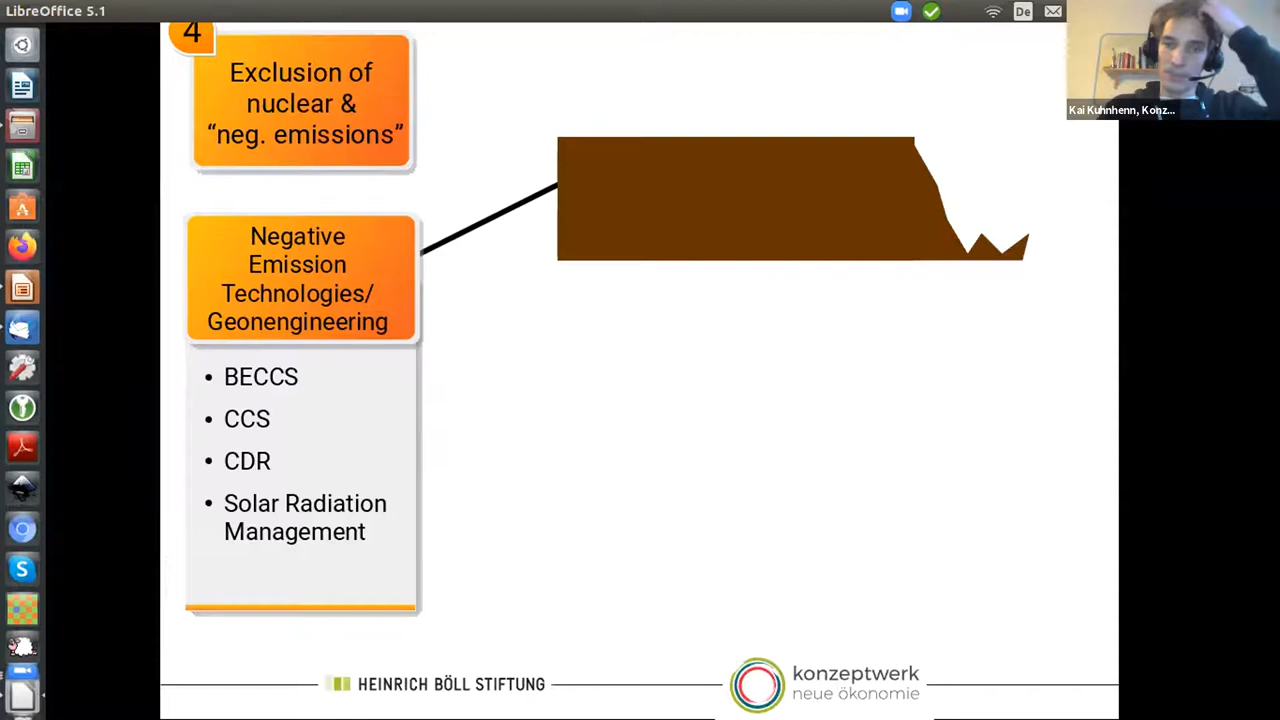 LibreOffice 5.1
De
Kai Kuhnhenn, Konz...
4
Exclusion of
nuclear &
“neg. emissions”
Negative
Emission
Technologies/
Geonengineering
• BECCS
• CCS
• CDR
• Solar Radiation
Management
HEINRICH BÖLL STIFTUNG
konzeptwerk
neue ökonomie